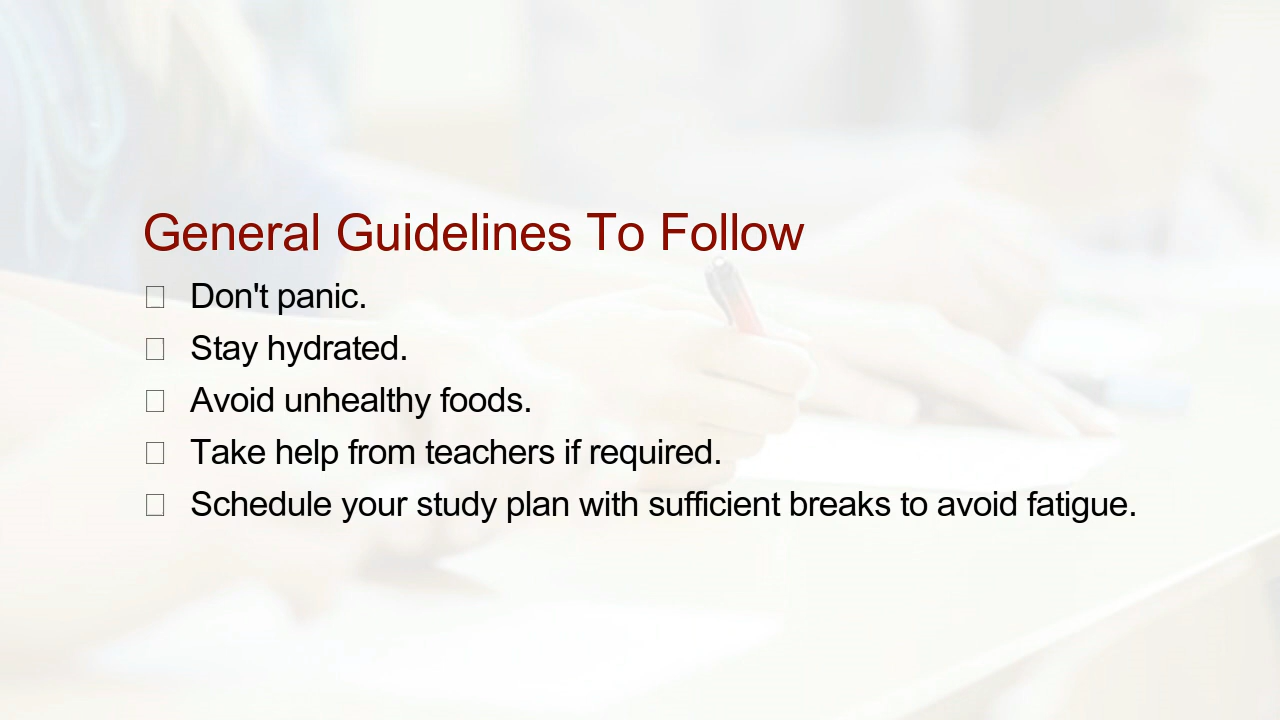 General Guidelines To Follow
Don't panic.
Stay hydrated.
Avoid unhealthy foods.
Take help from teachers if required.
Schedule your study plan with sufficient breaks to avoid fatigue.